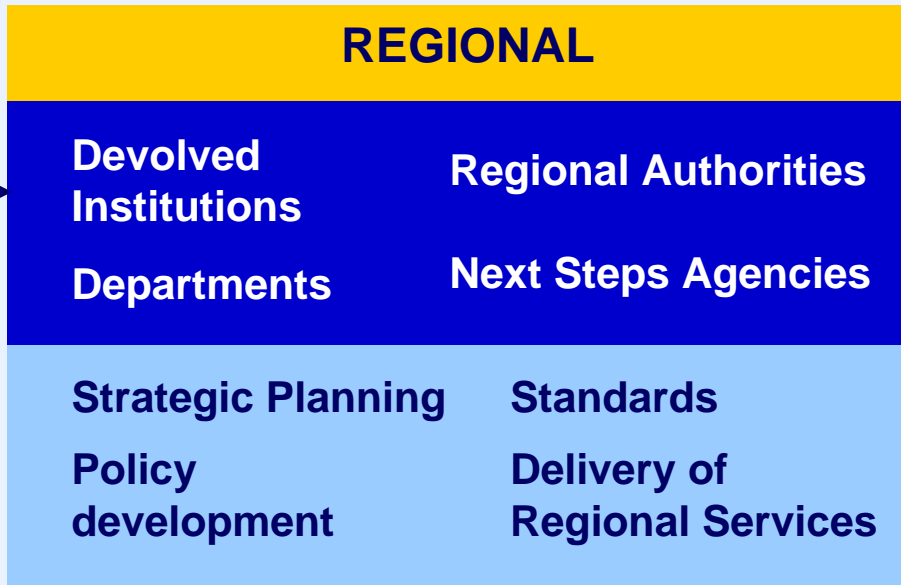 REGIONAL
Devolved
Institutions
Regional Authorities
Departments
Next Steps Agencies
Strategic Planning
Standards
Policy
development
Delivery of
Regional Services